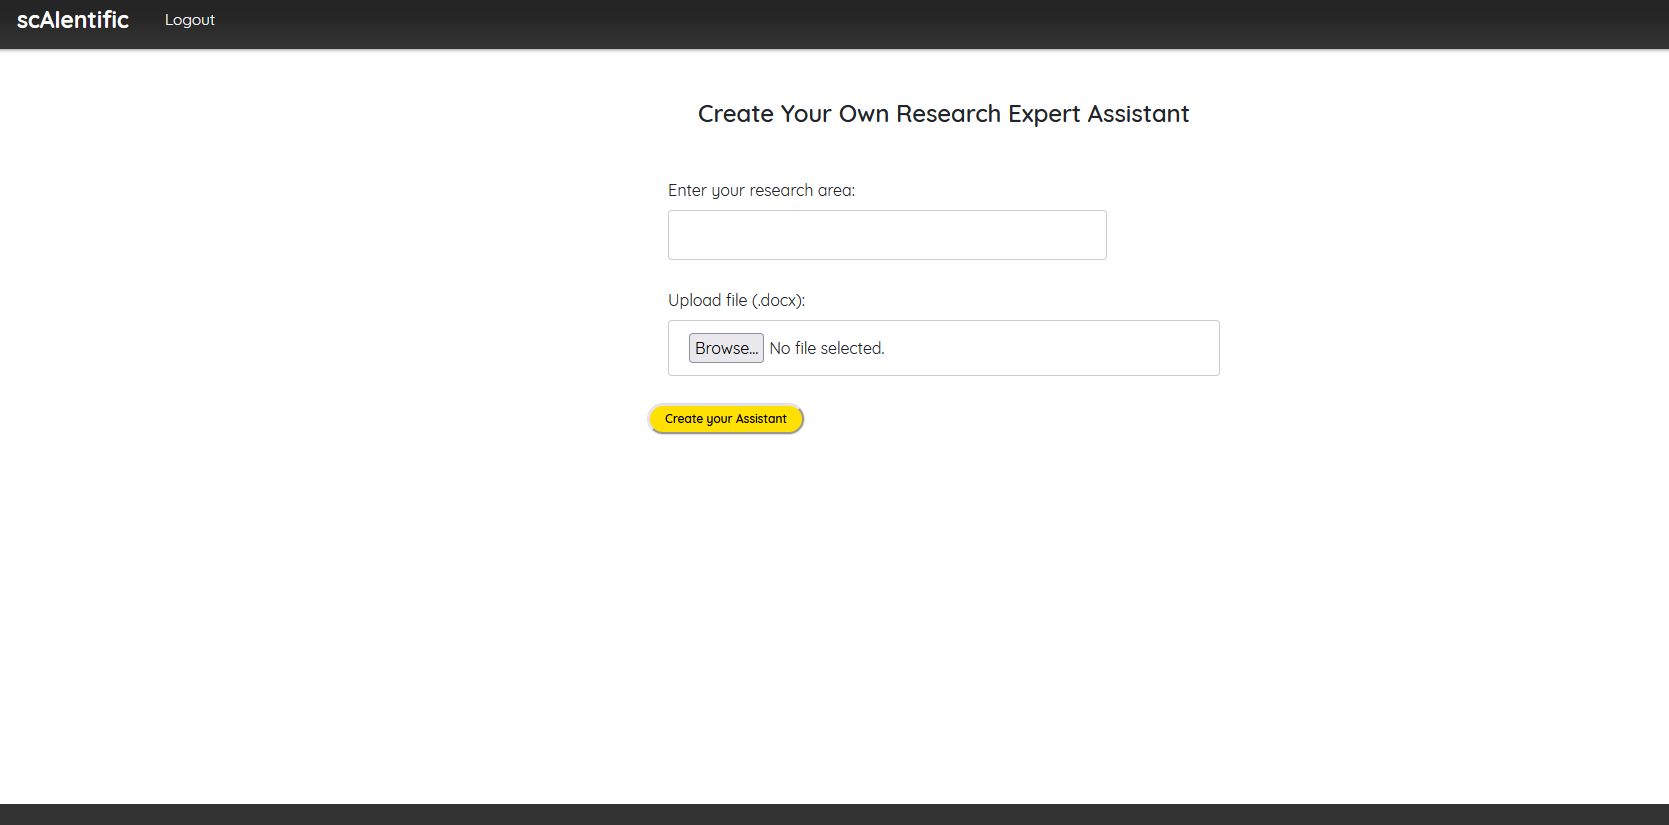 scAIentific Logout
Create Your Own Research Expert Assistant
Enter your research area:
Upload file (.docx):
Browse... No file selected.
Create your Assistant